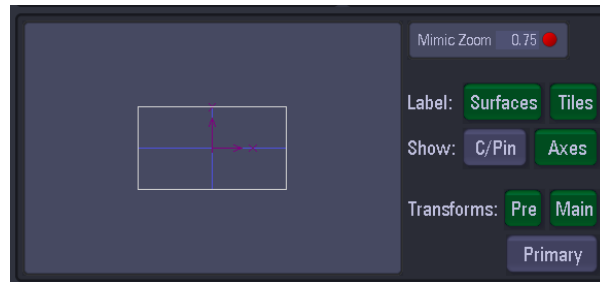 Mimic Zoom 0.75
Label: Surfaces Tiles
Show: C/Pin Axes
X
Transforms: Pre Main
Primary